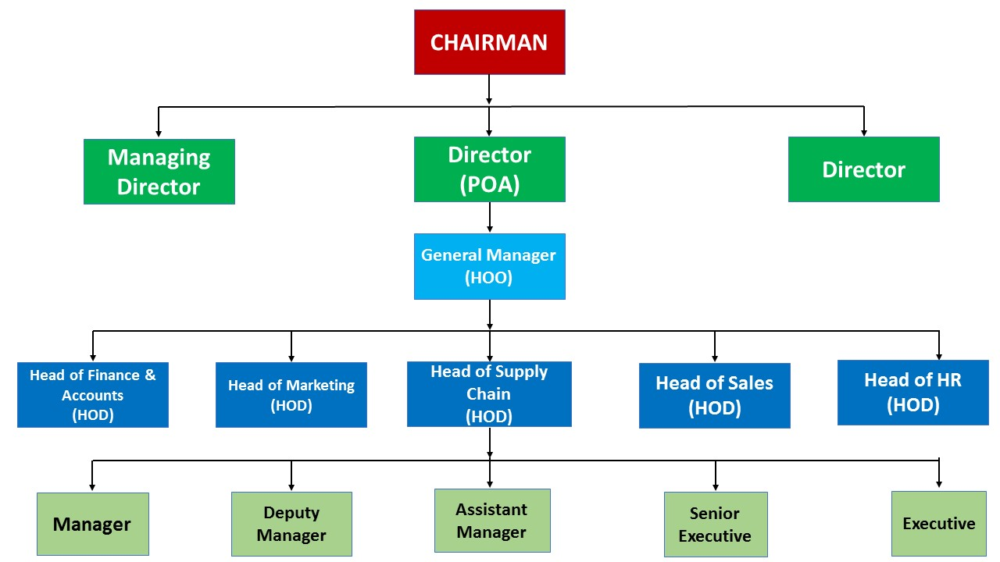 CHAIRMAN
Managing
Director
Director
(POA)
Director
General Manager
(HOO)
Head of Finance &
Accounts
(HOD)
Head of Marketing
(HOD)
Head of Supply
Chain
(HOD)
Head of Sales
(HOD)
Head of HR
(HOD)
Manager
Deputy
Manager
Assistant
Manager
Senior
Executive
Executive